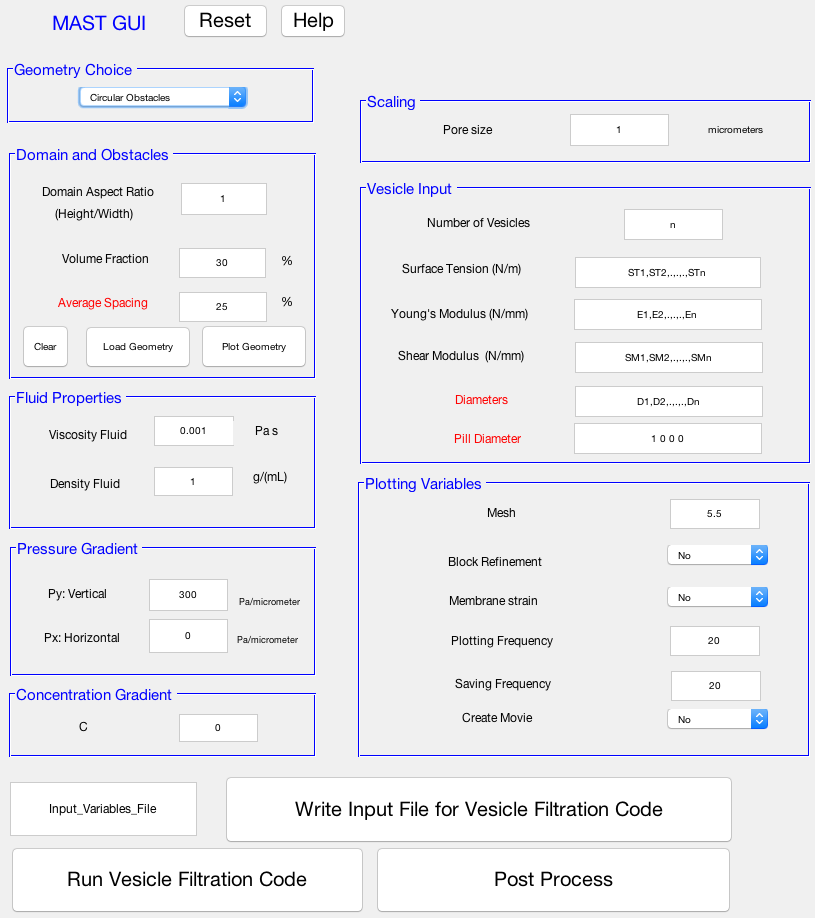 MAST GUI
Reset
Help
Geometry Choice
Circular Obstacles
Domain and Obstacles
Domain Aspect Ratio
(Height/Width)
1
Volume Fraction
30
%
Average Spacing
25
%
Clear
Load Geometry
Plot Geometry
Fluid Properties
Viscosity Fluid
0.001
Pa s
Density Fluid
1
g/(mL)
Pressure Gradient
Py: Vertical
300
Pa/micrometer
Px: Horizontal
0
Pa/micrometer
Concentration Gradient
C
0
Scaling
Pore size
1
micrometers
Vesicle Input
Number of Vesicles
n
Surface Tension (N/m)
ST1,ST2,.,.,.,STn
Young's Modulus (N/mm)
E1,E2,.,.,.,En
Shear Modulus (N/mm)
SM1,SM2,.,.,.,SMn
Diameters
D1,D2,.,.,.,Dn
Pill Diameter
1 0 0 0
Plotting Variables
Mesh
5.5
Block Refinement
No
Membrane strain
No
Plotting Frequency
20
Saving Frequency
20
Create Movie
No
Input_Variables_File
Write Input File for Vesicle Filtration Code
Run Vesicle Filtration Code
Post Process